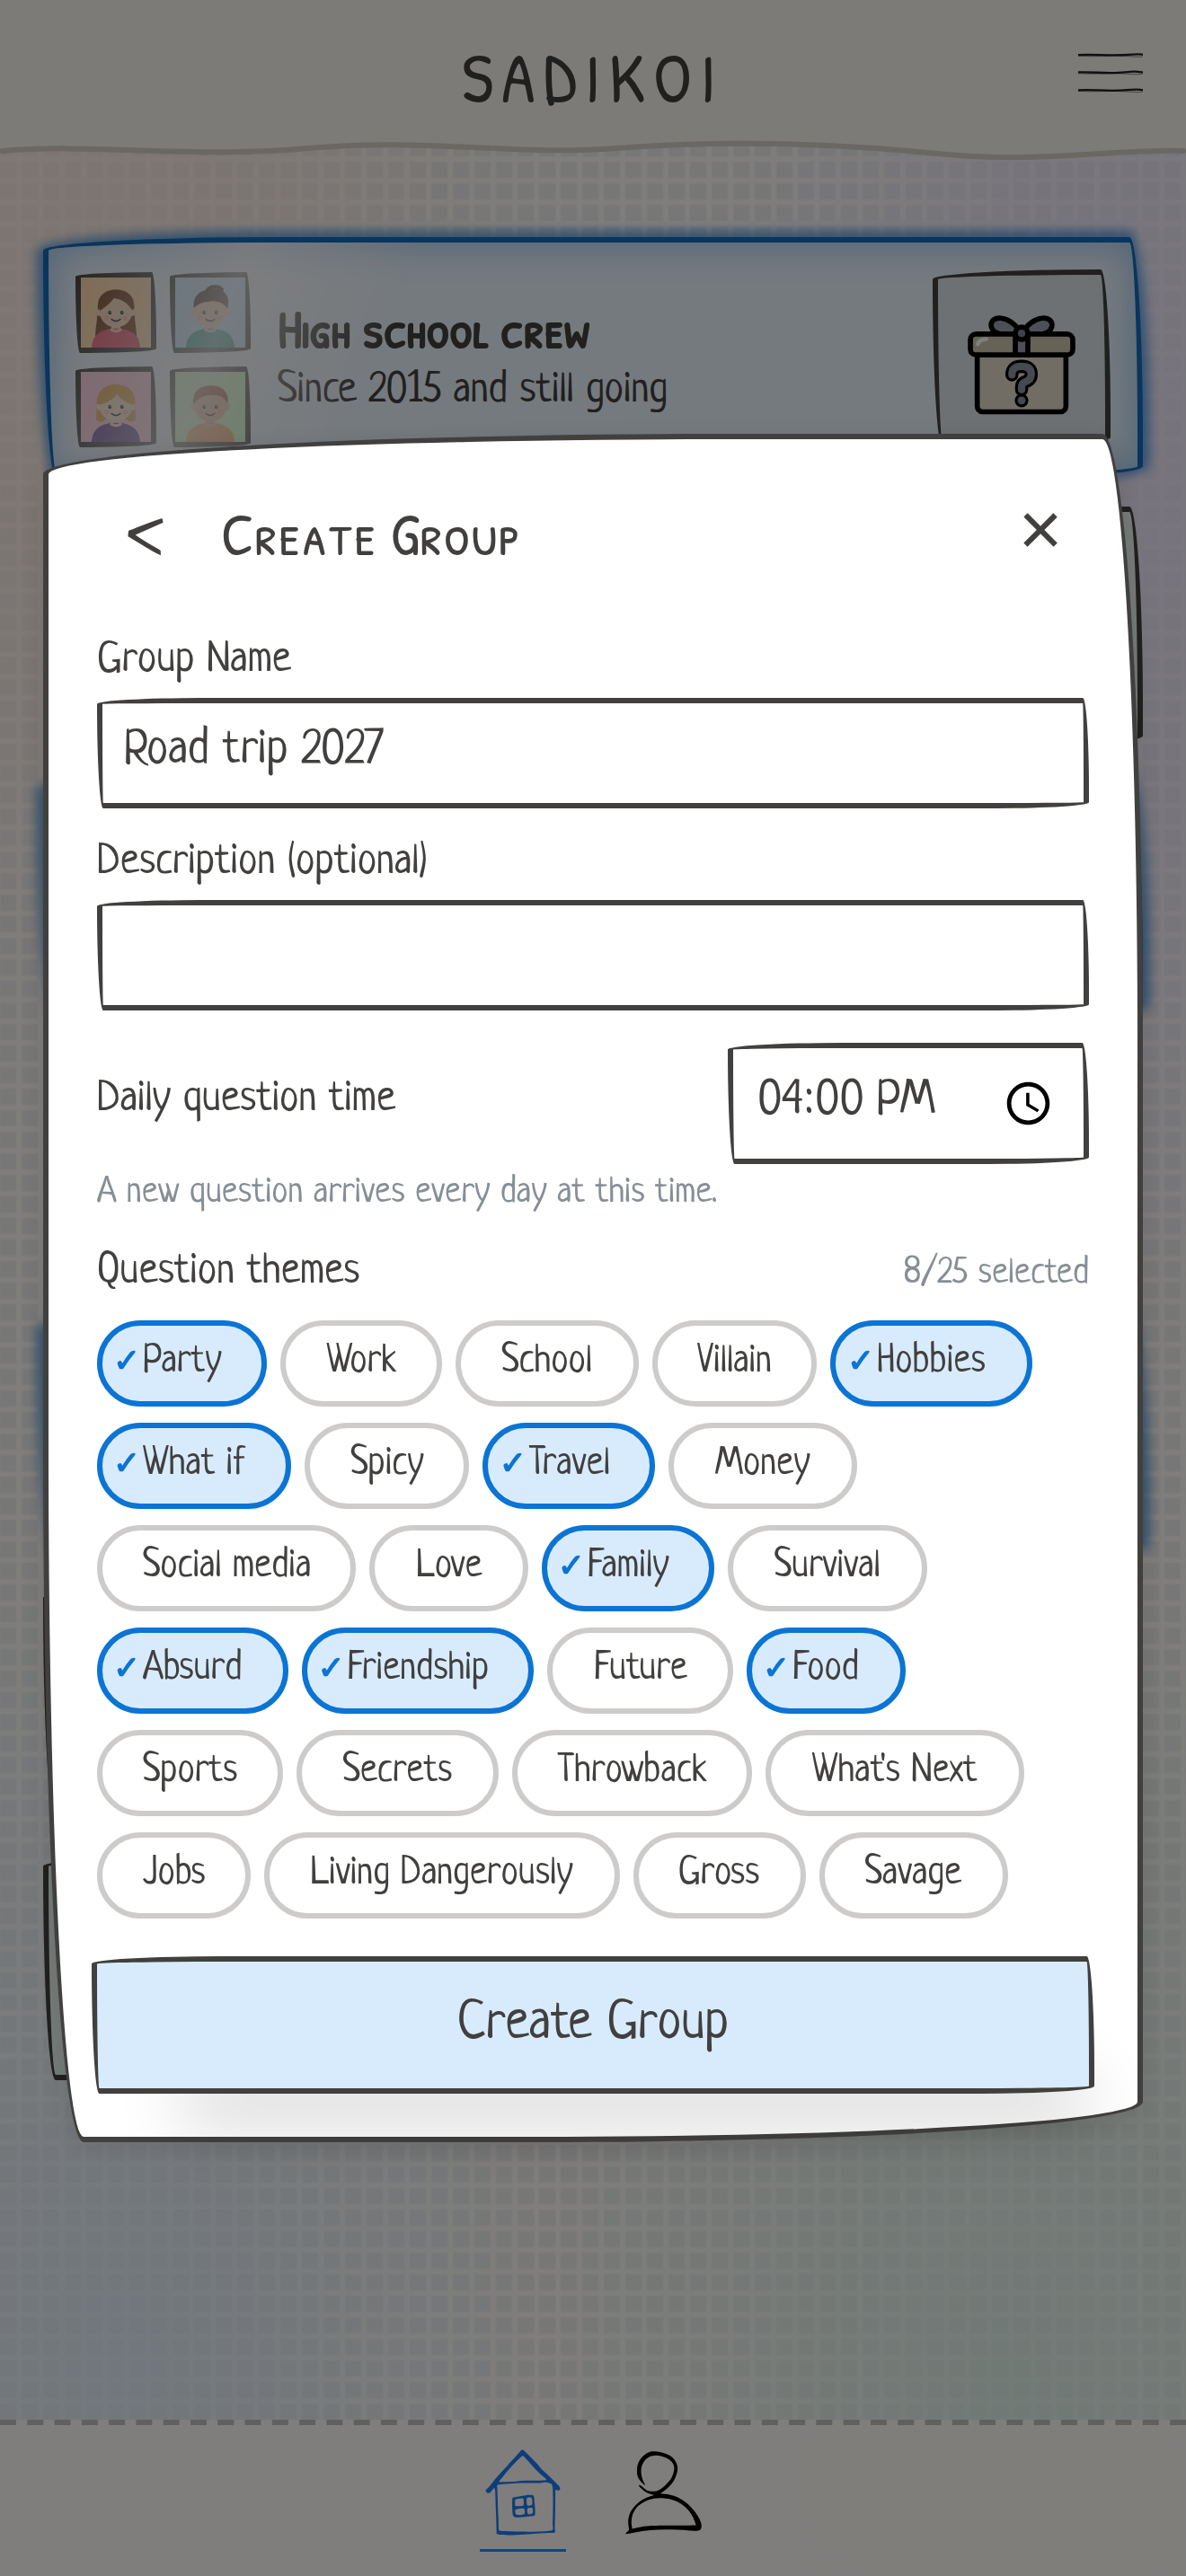 SADIKOI
High school crew
Since 2015 and still going
?
< Create Group ✕
Group Name
Road trip 2027
Description (optional)
Daily question time 04:00 PM
A new question arrives every day at this time.
Question themes 8/25 selected
✓ Party Work School Villain ✓ Hobbies
✓ What if Spicy ✓ Travel Money
Social media Love ✓ Family Survival
✓ Absurd ✓ Friendship Future ✓ Food
Sports Secrets Throwback What's Next
Jobs Living Dangerously Gross Savage
Create Group